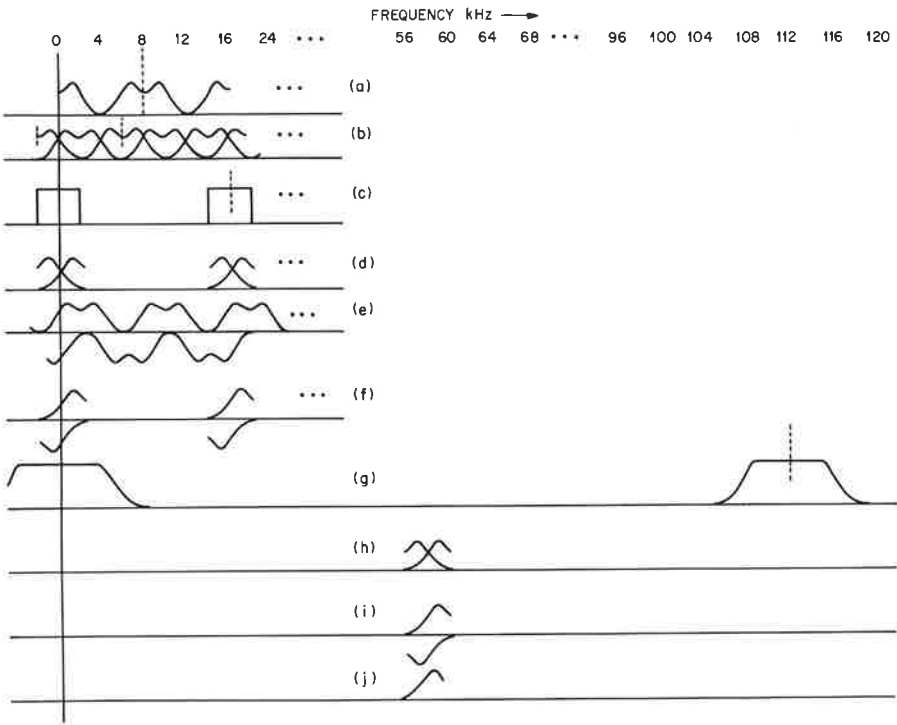 FREQUENCY kHz
0 4 8 12 16 24 ••• 56 60 64 68 ••• 96 100 104 108 112 116 120
••• (a)
••• (b)
••• (c)
••• (d)
••• (e)
••• (f)
(g)
(h)
(i)
(j)